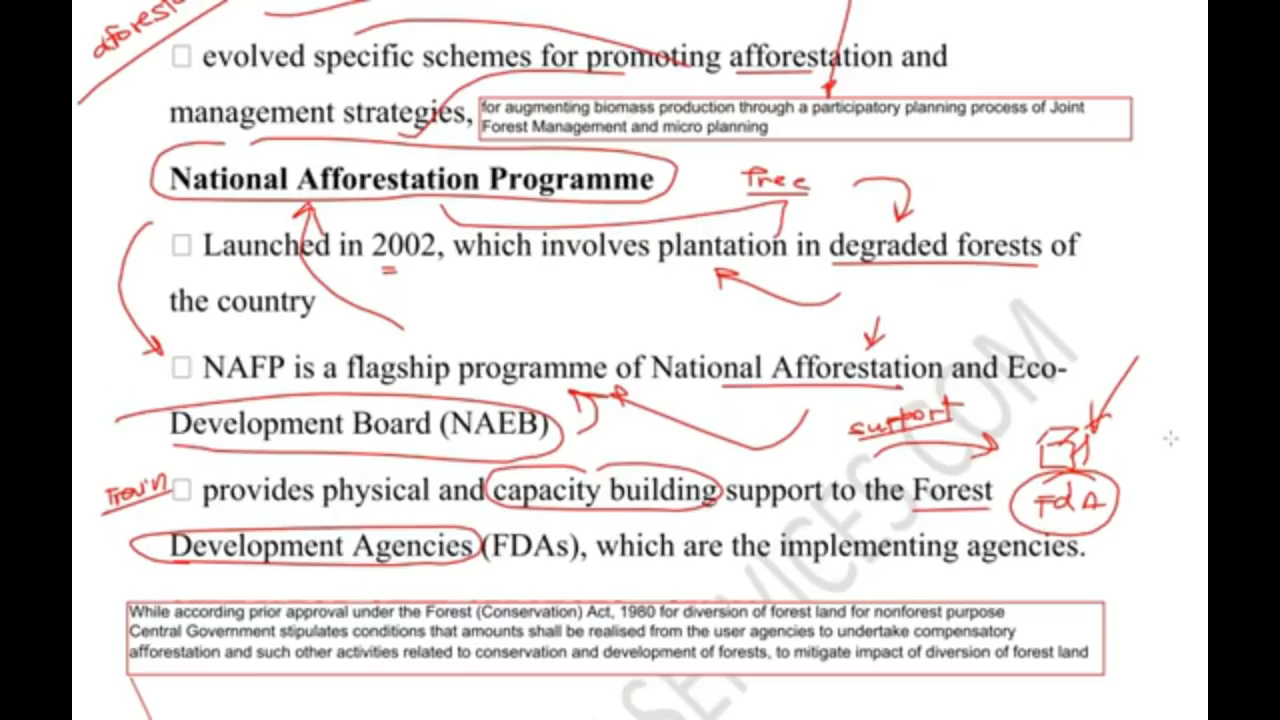 afforest
evolved specific schemes for promoting afforestation and
management strategies, for augmenting biomass production through a participatory planning process of Joint
Forest Management and micro planning
National Afforestation Programme
Tree
Launched in 2002, which involves plantation in degraded forests of
the country
NAFP is a flagship programme of National Afforestation and Eco-
Development Board (NAEB)
support
Train
provides physical and capacity building support to the Forest
FdA
Development Agencies (FDAs), which are the implementing agencies.
While according prior approval under the Forest (Conservation) Act, 1980 for diversion of forest land for nonforest purpose
Central Government stipulates conditions that amounts shall be realised from the user agencies to undertake compensatory
afforestation and such other activities related to conservation and development of forests, to mitigate impact of diversion of forest land
SERVICES.COM